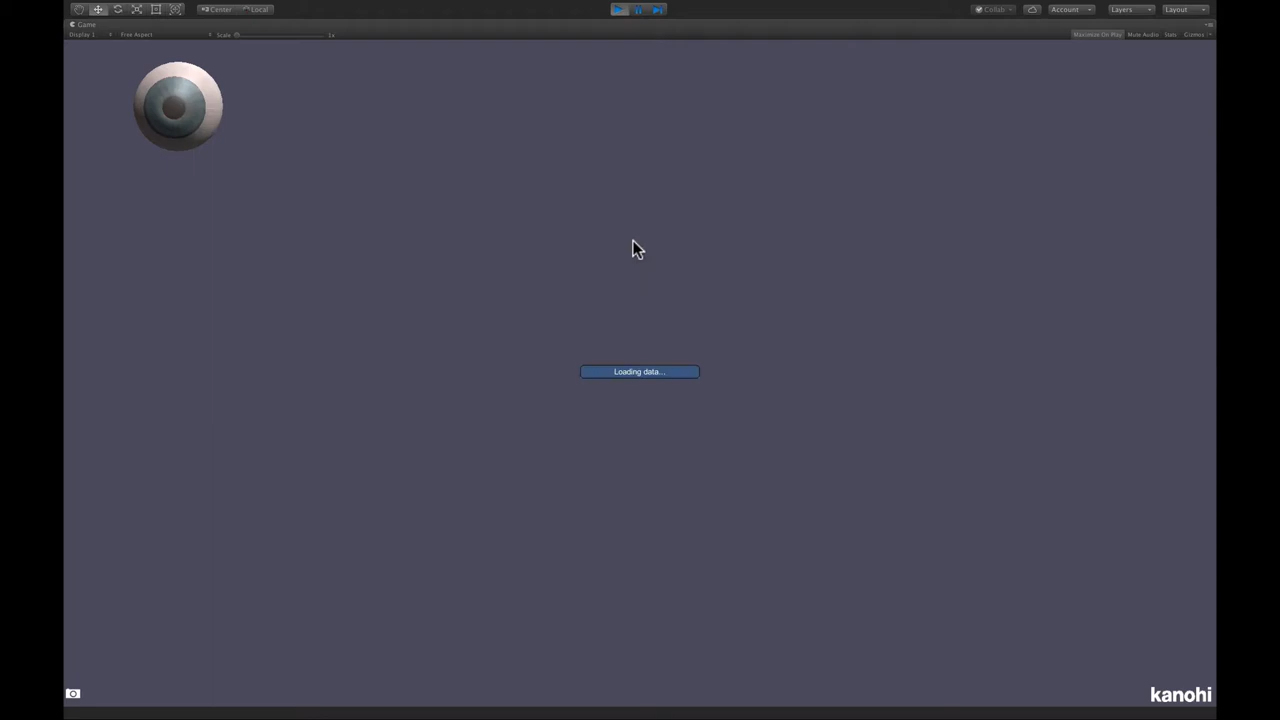 Center Local Collab Account Layers Layout
Game
Display 1 Free Aspect Scale 1x Maximize On Play Mute Audio Stats Gizmos
Loading data...
kanohi